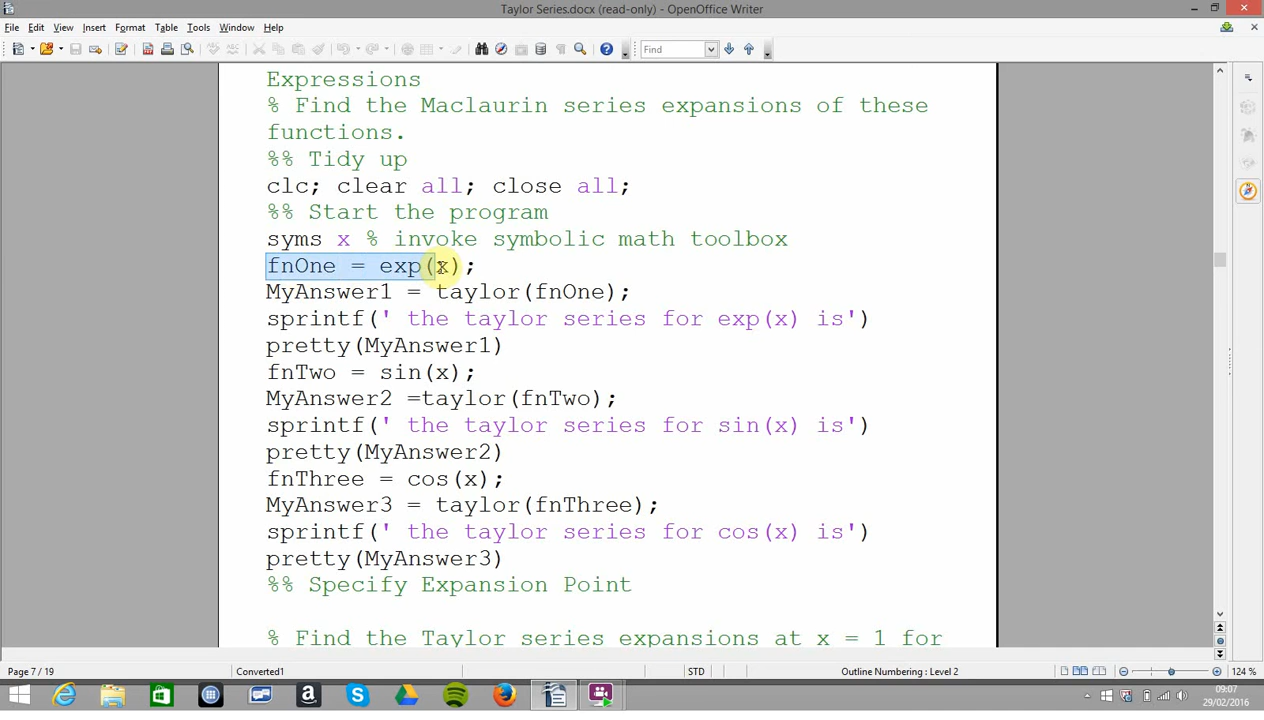 Taylor Series.docx (read-only) - OpenOffice Writer
File Edit View Insert Format Table Tools Window Help
Find
Expressions
% Find the Maclaurin series expansions of these
functions.
%% Tidy up
clc; clear all; close all;
%% Start the program
syms x % invoke symbolic math toolbox
fnOne = exp(x);
MyAnswer1 = taylor(fnOne);
sprintf(' the taylor series for exp(x) is')
pretty(MyAnswer1)
fnTwo = sin(x);
MyAnswer2 =taylor(fnTwo);
sprintf(' the taylor series for sin(x) is')
pretty(MyAnswer2)
fnThree = cos(x);
MyAnswer3 = taylor(fnThree);
sprintf(' the taylor series for cos(x) is')
pretty(MyAnswer3)
%% Specify Expansion Point
% Find the Taylor series expansions at x = 1 for
Page 7 / 19 Converted1 STD Outline Numbering : Level 2 124 %
09:07
29/02/2016